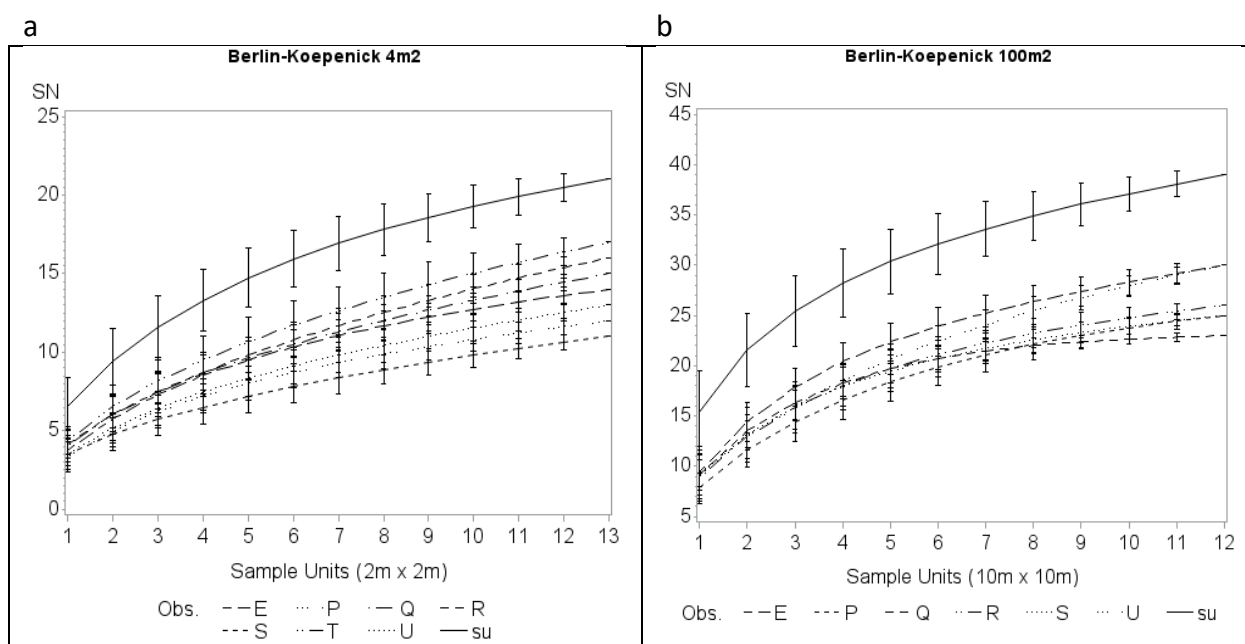 a
b
Berlin-Koepenick 4m2
SN
25
20
15
10
5
0
1 2 3 4 5 6 7 8 9 10 11 12 13
Sample Units (2m x 2m)
Obs. E P Q R
S T U su
Berlin-Koepenick 100m2
SN
45
40
35
30
25
20
15
10
5
1 2 3 4 5 6 7 8 9 10 11 12
Sample Units (10m x 10m)
Obs. E P Q R S U su